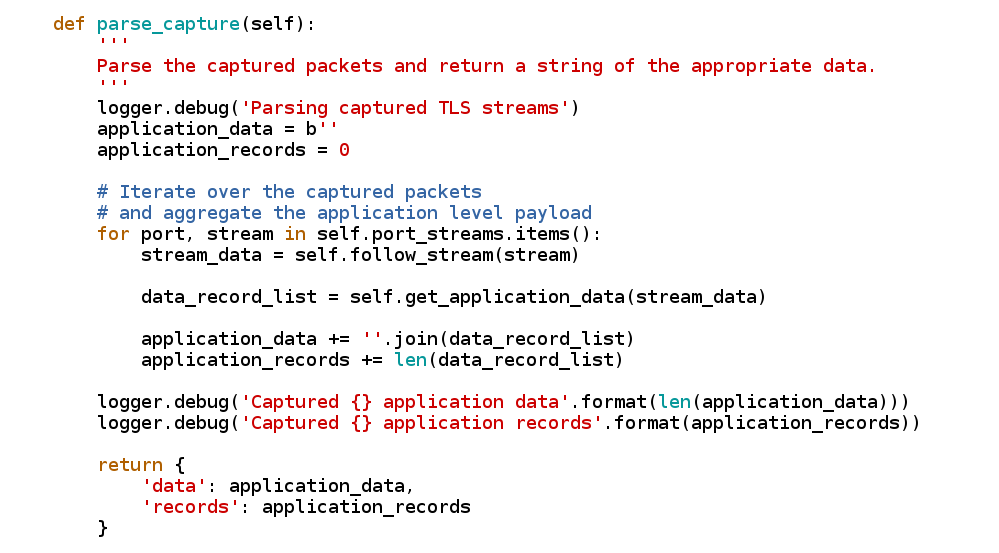 def parse_capture(self):
    '''
    Parse the captured packets and return a string of the appropriate data.
    '''
    logger.debug('Parsing captured TLS streams')
    application_data = b''
    application_records = 0

    # Iterate over the captured packets
    # and aggregate the application level payload
    for port, stream in self.port_streams.items():
        stream_data = self.follow_stream(stream)

        data_record_list = self.get_application_data(stream_data)

        application_data += ''.join(data_record_list)
        application_records += len(data_record_list)

    logger.debug('Captured {} application data'.format(len(application_data)))
    logger.debug('Captured {} application records'.format(application_records))

    return {
        'data': application_data,
        'records': application_records
    }